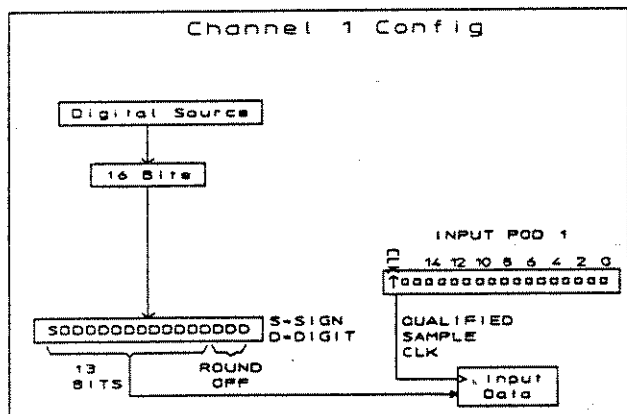 Channel 1 Config
Digital Source
16 Bits
INPUT POD 1
CLK
14 12 10 8 6 4 2 0
SDDDDDDDDDDDDDDD
S=SIGN
D=DIGIT
13
BITS
ROUND
OFF
QUALIFIED
SAMPLE
CLK
Input
Data